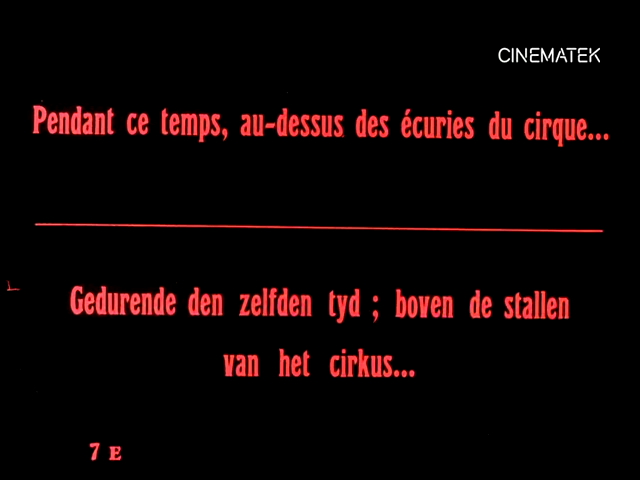 CINEMATEK
Pendant ce temps, au-dessus des écuries du cirque...
Gedurende den zelfden tyd ; boven de stallen
van het cirkus...
7 E